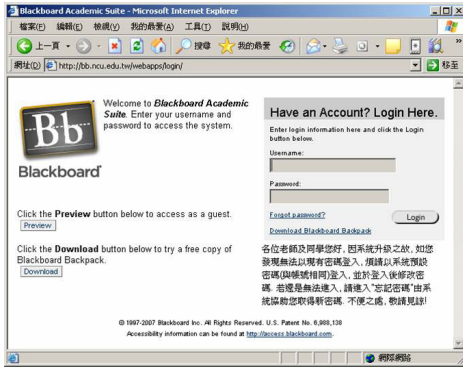 Blackboard Academic Suite - Microsoft Internet Explorer
檔案(F) 編輯(E) 檢視(V) 我的最愛(A) 工具(T) 說明(H)
上一頁 搜尋 我的最愛
網址(D) http://bb.ncu.edu.tw/webapps/login/ 移至
Bb
Blackboard
Welcome to Blackboard Academic
Suite. Enter your username and
password to access the system.
Click the Preview button below to access as a guest.
Preview
Click the Download button below to try a free copy of
Blackboard Backpack.
Download
Have an Account? Login Here.
Enter login information here and click the Login
button below.
Username:
Password:
Forgot password? Login
Download Blackboard Backpack
各位老師及同學您好, 因系統升級之故, 如您
發現無法以現有密碼登入, 煩請以系統預設
密碼(與帳號相同)登入, 並於登入後修改密
碼. 若還是無法進入, 請進入"忘記密碼"由系
統協助您取得新密碼. 不便之處, 敬請見諒!
© 1997-2007 Blackboard Inc. All Rights Reserved. U.S. Patent No. 6,988,138
Accessibility information can be found at http://access.blackboard.com.
網際網路